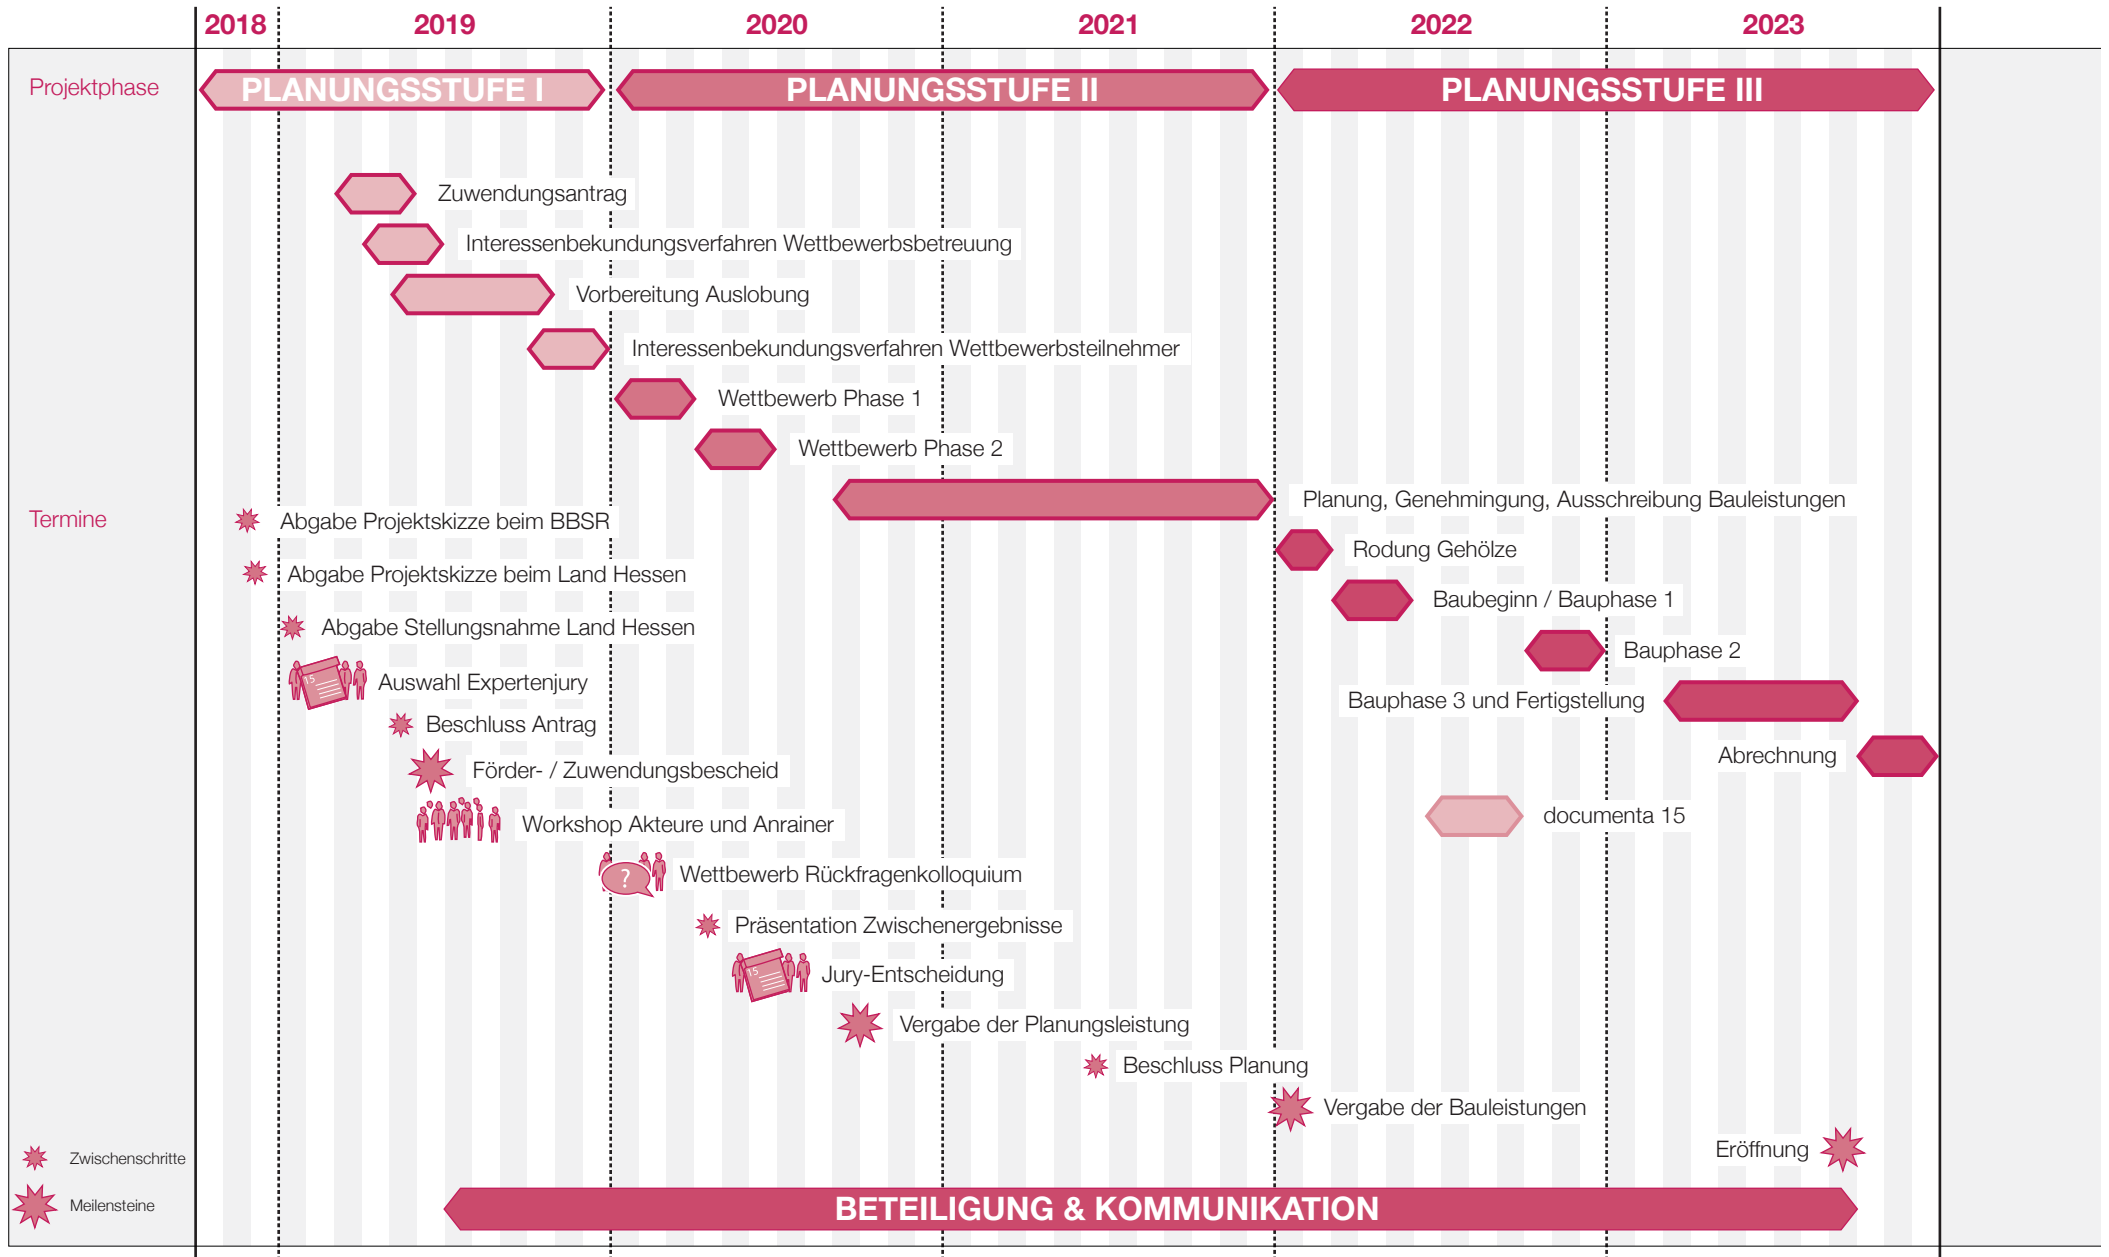 2018 2019 2020 2021 2022 2023
Projektphase
PLANUNGSSTUFE I PLANUNGSSTUFE II PLANUNGSSTUFE III
Zuwendungsantrag
Interessenbekundungsverfahren Wettbewerbsbetreuung
Vorbereitung Auslobung
Interessenbekundungsverfahren Wettbewerbsteilnehmer
Wettbewerb Phase 1
Wettbewerb Phase 2
Planung, Genehmingung, Ausschreibung Bauleistungen
Termine
Abgabe Projektskizze beim BBSR
Rodung Gehölze
Abgabe Projektskizze beim Land Hessen
Baubeginn / Bauphase 1
Abgabe Stellungsnahme Land Hessen
Bauphase 2
15
Auswahl Expertenjury
Bauphase 3 und Fertigstellung
Beschluss Antrag
Abrechnung
Förder- / Zuwendungsbescheid
documenta 15
Workshop Akteure und Anrainer
?
Wettbewerb Rückfragenkolloquium
Präsentation Zwischenergebnisse
15
Jury-Entscheidung
Vergabe der Planungsleistung
Beschluss Planung
Vergabe der Bauleistungen
Eröffnung
Zwischenschritte
Meilensteine
BETEILIGUNG & KOMMUNIKATION